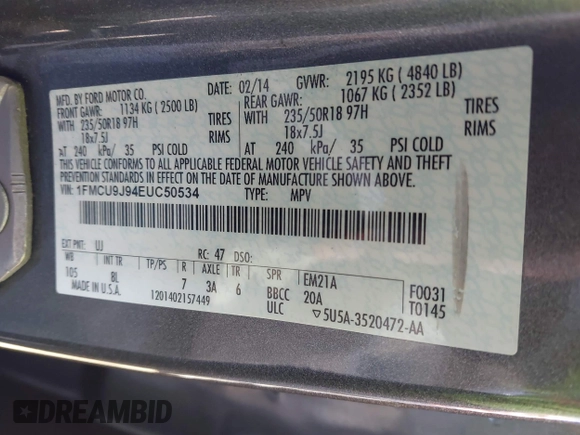 MFD. BY FORD MOTOR CO.
02/14 GVWR: 2195 KG ( 4840 LB)
FRONT GAWR: 1134 KG ( 2500 LB)
REAR GAWR: 1067 KG ( 2352 LB)
WITH 235/50R18 97H TIRES
18x7.5J RIMS
AT 240 kPa/ 35 PSI COLD
WITH 235/50R18 97H TIRES
18x7.5J RIMS
AT 240 kPa/ 35 PSI COLD
THIS VEHICLE CONFORMS TO ALL APPLICABLE FEDERAL MOTOR VEHICLE SAFETY AND THEFT
PREVENTION STANDARDS IN EFFECT ON THE DATE OF MANUFACTURE SHOWN ABOVE.
VIN: 1FMCU9J94EUC50534
TYPE: MPV
EXT PNT: UJ RC: 47 DSO:
WB INT TR TP/PS R AXLE TR SPR
105 BL 7 3A 6 BBCC
EM21A
20A
ULC
F0031
T0145
MADE IN U.S.A. 1201402157449
▽5U5A-3520472-AA
DREAMBID